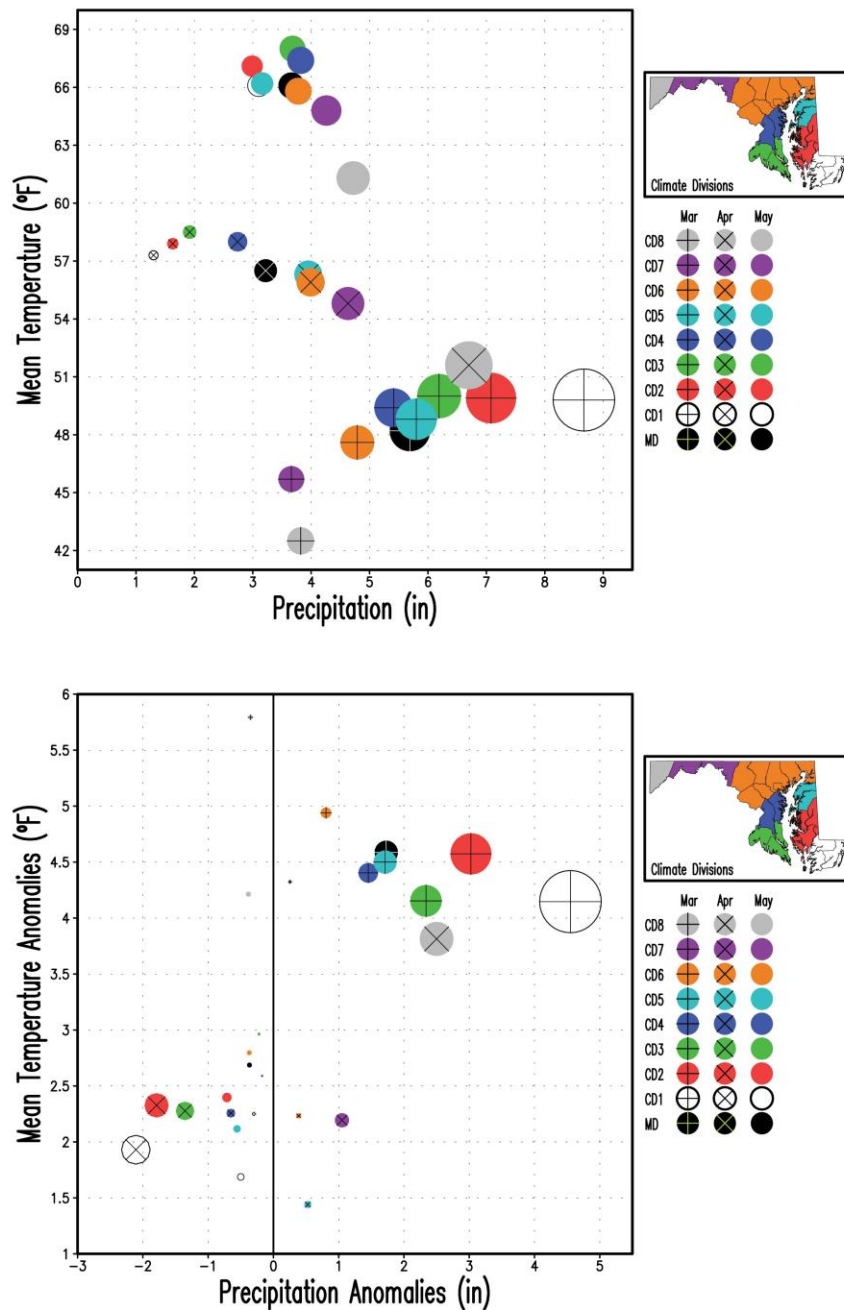 69
66
63
60
57
54
51
48
45
42
Mean Temperature (ºF)
0 1 2 3 4 5 6 7 8 9
Precipitation (in)
Climate Divisions
Mar Apr May
CD8
CD7
CD6
CD5
CD4
CD3
CD2
CD1
MD
6
5.5
5
4.5
4
3.5
3
2.5
2
1.5
1
Mean Temperature Anomalies (ºF)
-3 -2 -1 0 1 2 3 4 5
Precipitation Anomalies (in)
Climate Divisions
Mar Apr May
CD8
CD7
CD6
CD5
CD4
CD3
CD2
CD1
MD